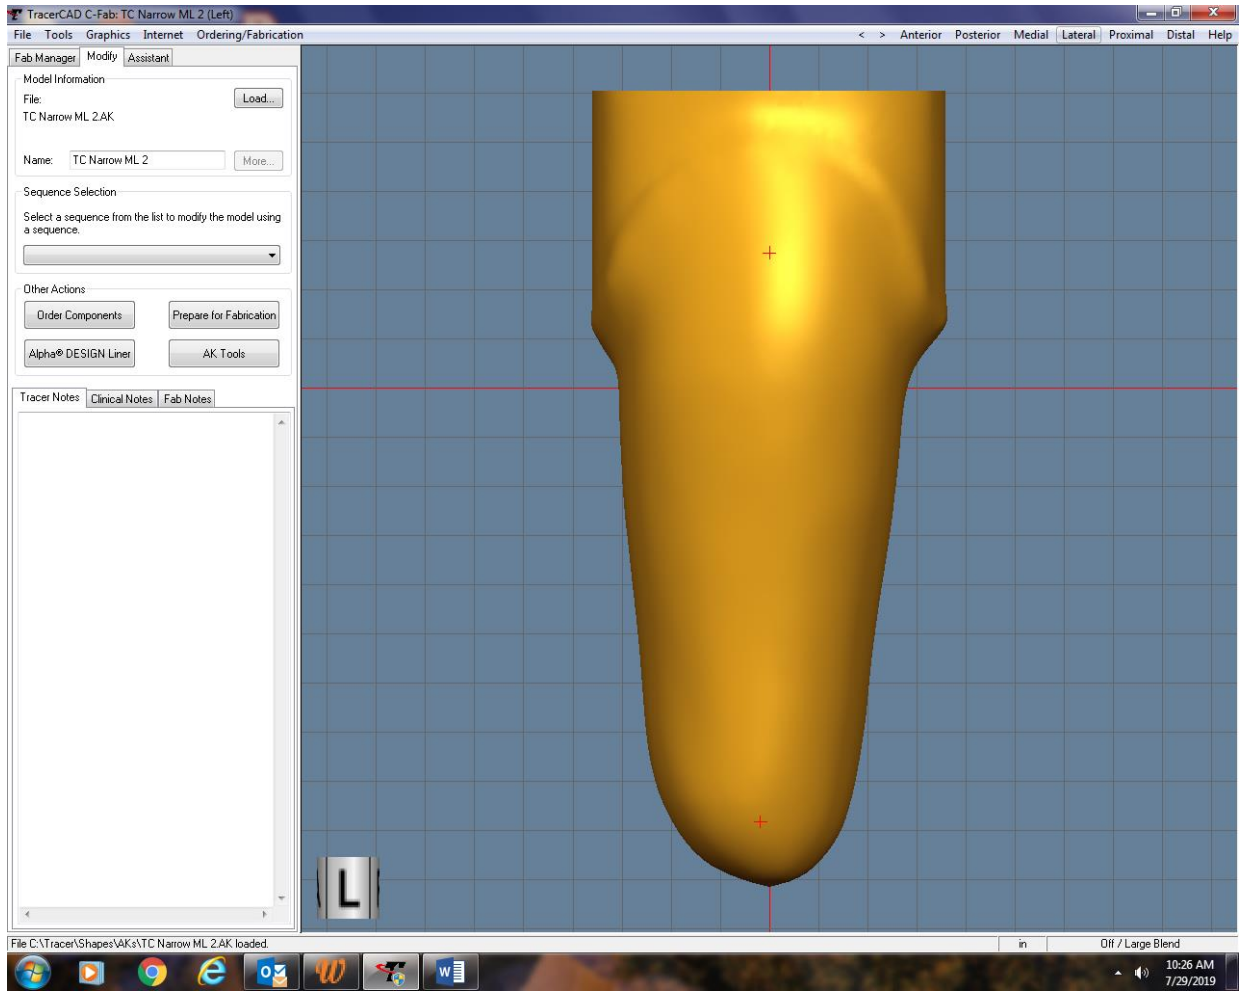 TracerCAD C-Fab: TC Narrow ML 2 (Left)
File Tools Graphics Internet Ordering/Fabrication < > Anterior Posterior Medial Lateral Proximal Distal Help
Fab Manager Modify Assistant
Model Information
File: Load...
TC Narrow ML 2.AK
Name: TC Narrow ML 2 More...
Sequence Selection
Select a sequence from the list to modify the model using
a sequence.
Other Actions
Order Components Prepare for Fabrication
Alpha® DESIGN Liner AK Tools
Tracer Notes Clinical Notes Fab Notes
L
File C:\Tracer\Shapes\AKs\TC Narrow ML 2.AK loaded. in Off / Large Blend
10:26 AM
7/29/2019